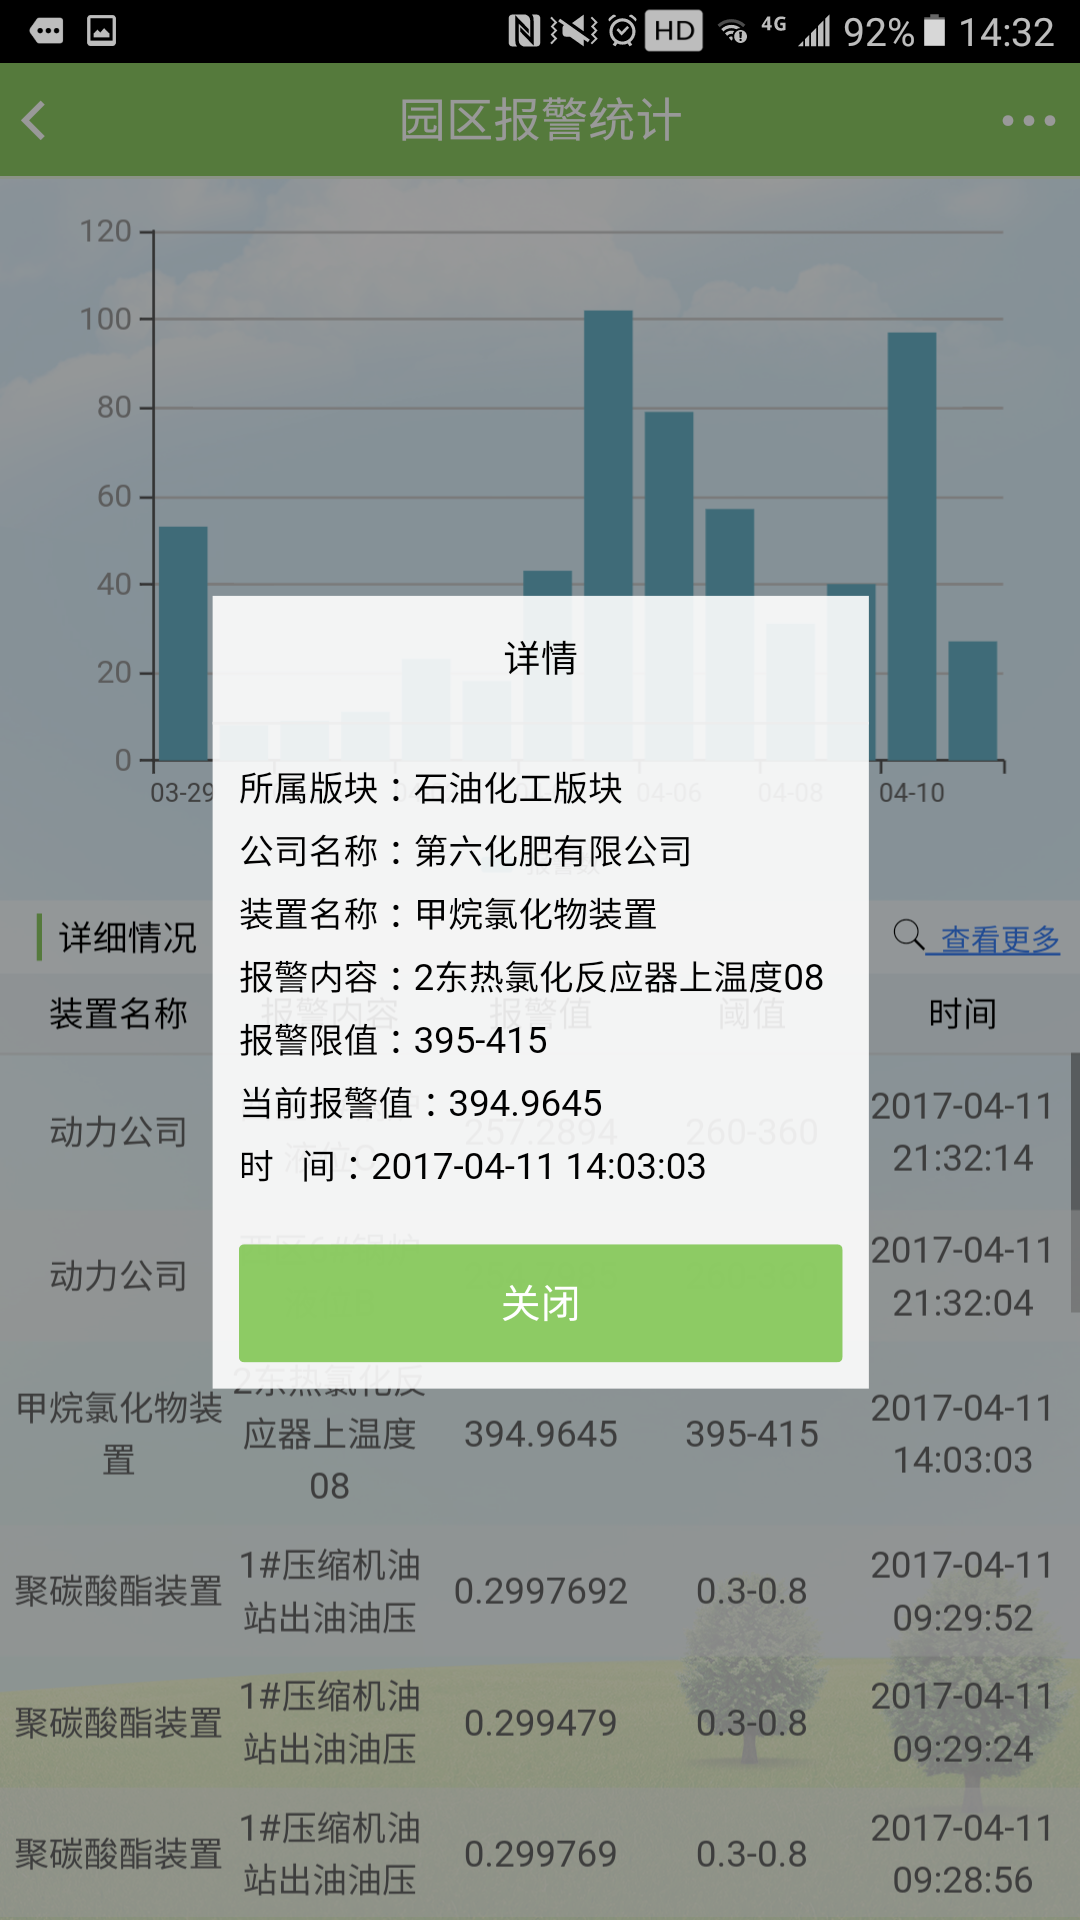 HD 4G 92% 14:32
园区报警统计
120
100
80
60
40
20
0
03-29 04-06 04-08 04-10
详情
所属版块：石油化工版块
公司名称：第六化肥有限公司
装置名称：甲烷氯化物装置
报警内容：2东热氯化反应器上温度08
报警限值：395-415
当前报警值：394.9645
时 间：2017-04-11 14:03:03
关闭
报警数
详细情况 查看更多
装置名称 报警内容 报警值 阈值 时间
动力公司 257.2894 260-360 2017-04-11
21:32:14
动力公司 2017-04-11
21:32:04
甲烷氯化物装
置
2东热氯化反
应器上温度
08
394.9645 395-415
2017-04-11
14:03:03
聚碳酸酯装置
1#压缩机油
站出油油压
0.2997692 0.3-0.8
2017-04-11
09:29:52
聚碳酸酯装置
1#压缩机油
站出油油压
0.299479 0.3-0.8
2017-04-11
09:29:24
聚碳酸酯装置
1#压缩机油
站出油油压
0.299769 0.3-0.8
2017-04-11
09:28:56